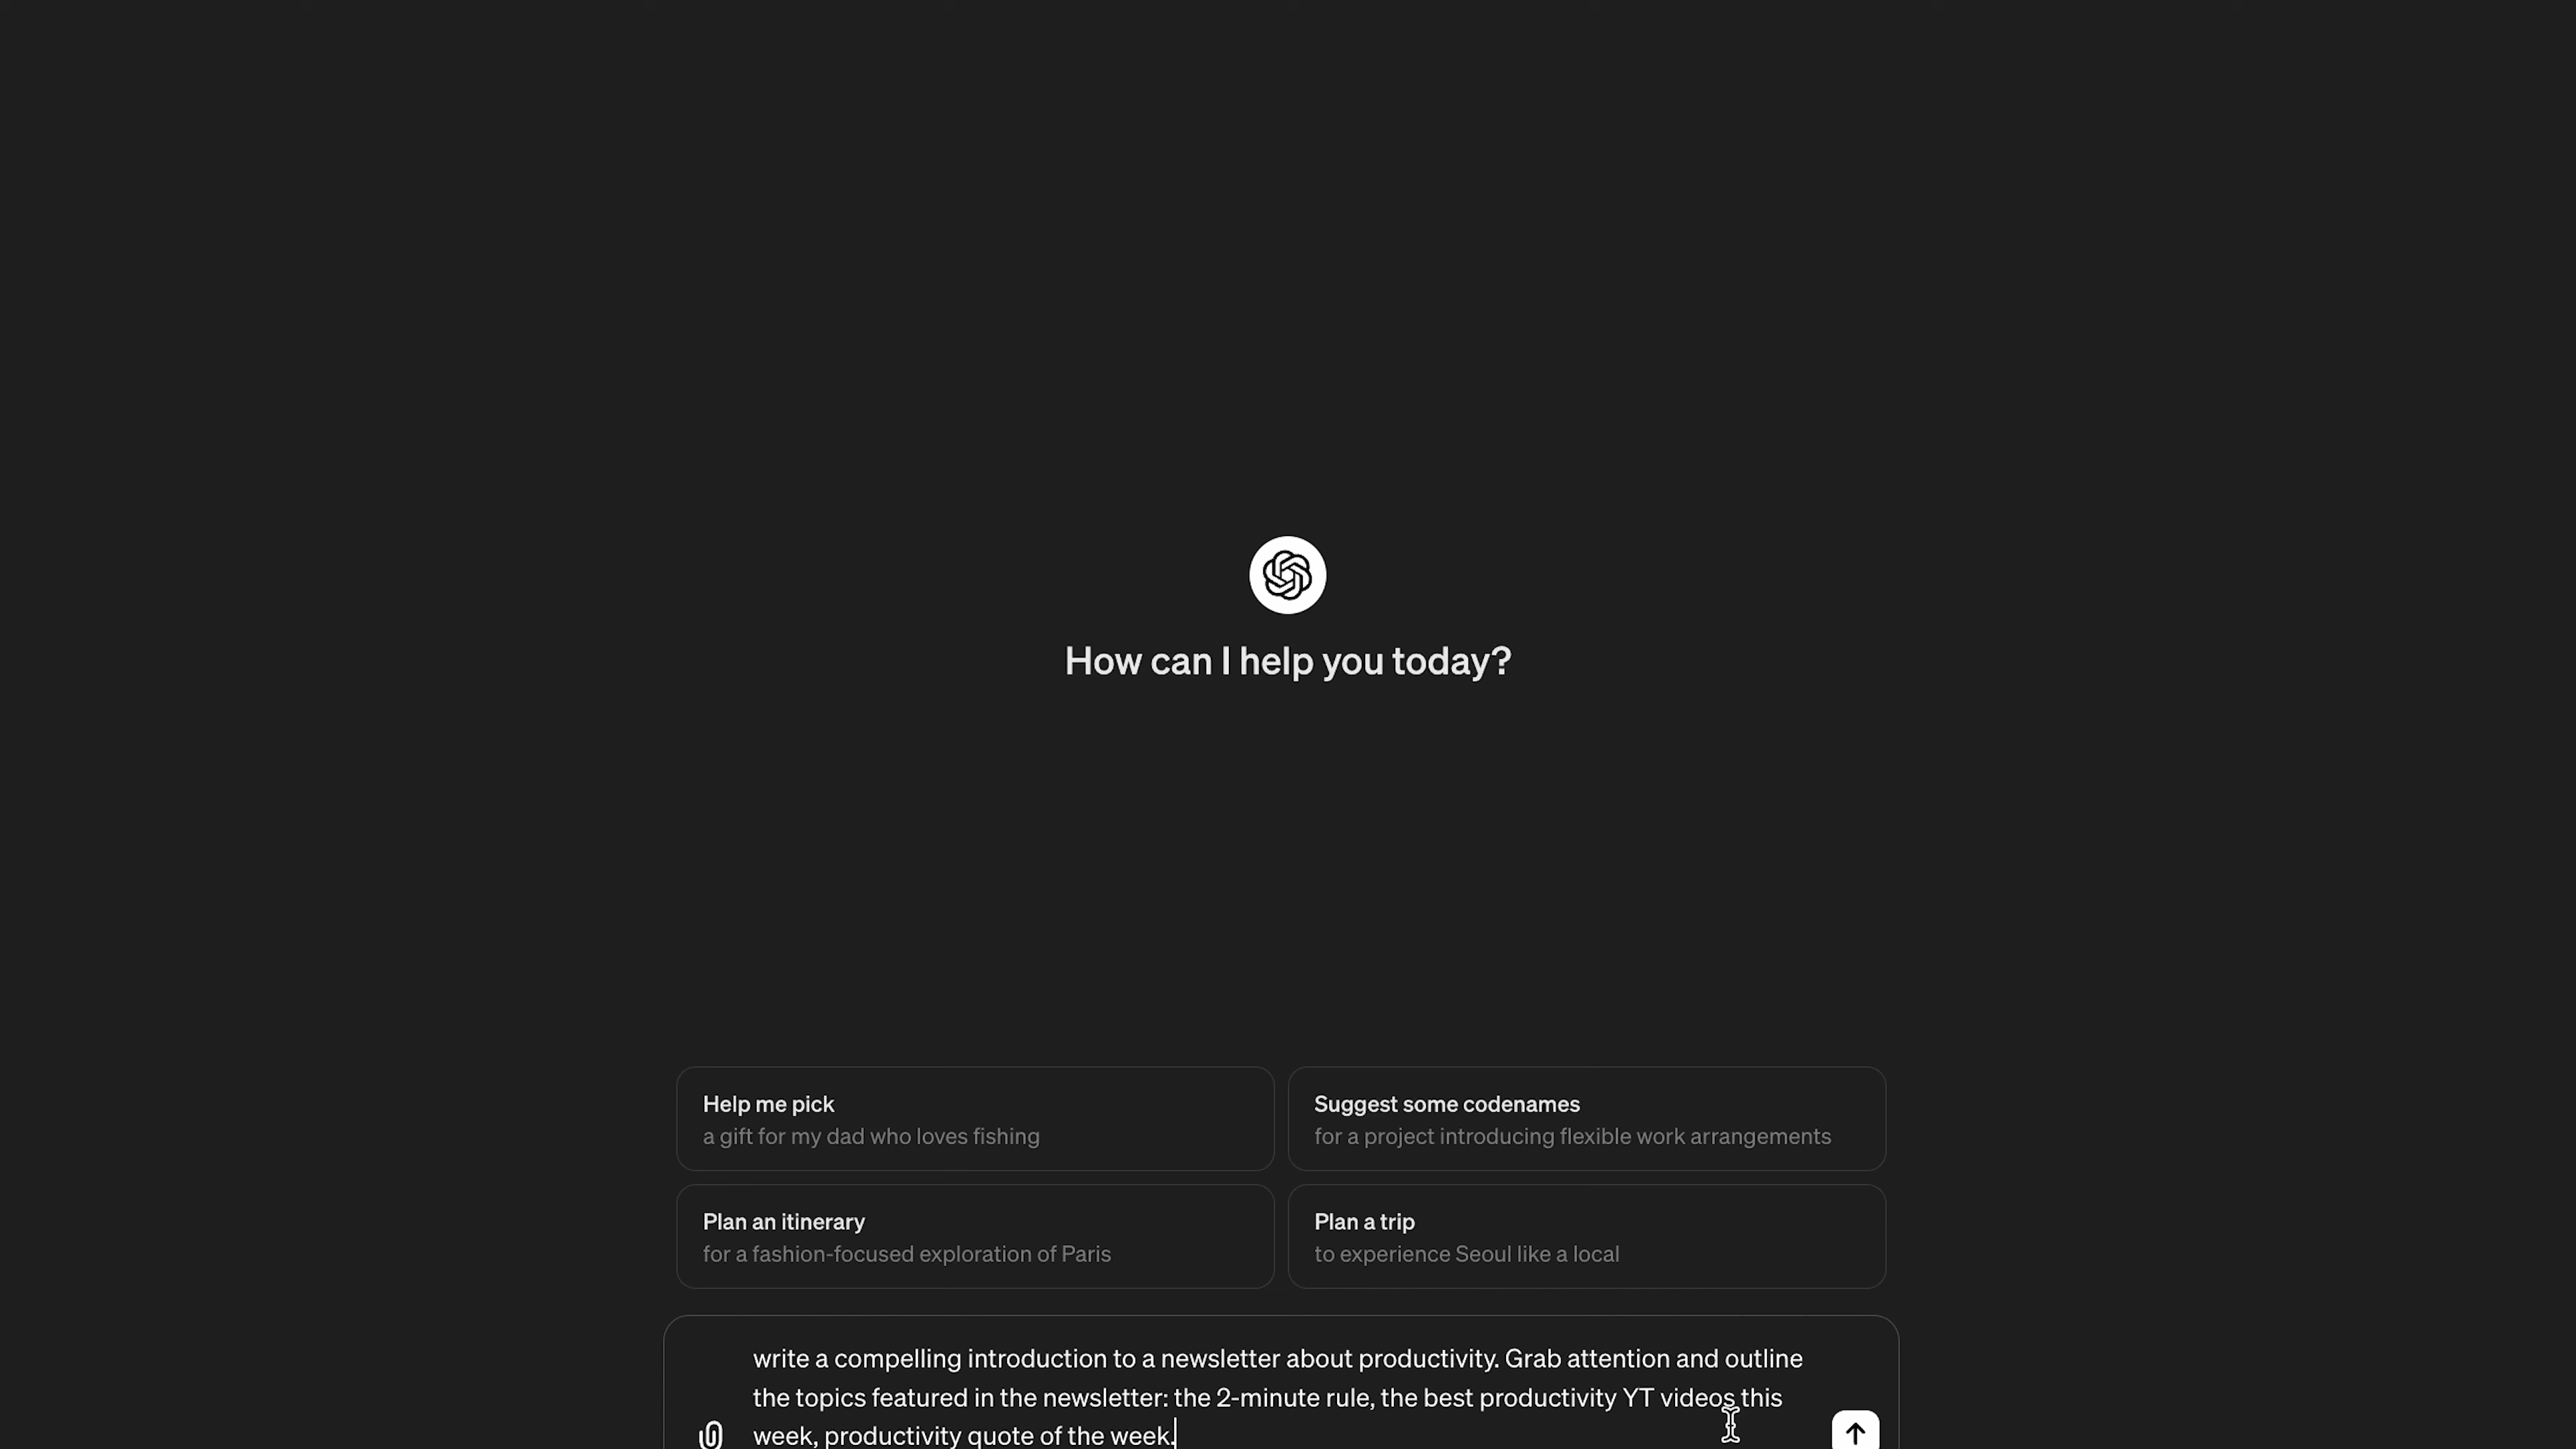 How can I help you today?
Help me pick
a gift for my dad who loves fishing
Suggest some codenames
for a project introducing flexible work arrangements
Plan an itinerary
for a fashion-focused exploration of Paris
Plan a trip
to experience Seoul like a local
write a compelling introduction to a newsletter about productivity. Grab attention and outline
the topics featured in the newsletter: the 2-minute rule, the best productivity YT videos this
week, productivity quote of the week.